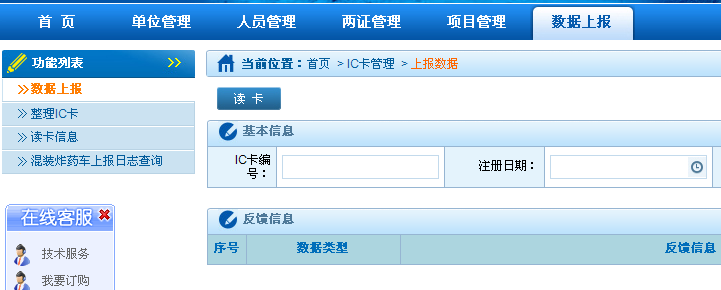 首 页 单位管理 人员管理 两证管理 项目管理 数据上报
功能列表 >>
数据上报
整理IC卡
读卡信息
混装炸药车上报日志查询
在线客服
技术服务
我要订购
当前位置：首页 >IC卡管理 >上报数据
读 卡
基本信息
IC卡编
号：
注册日期：
反馈信息
序号 数据类型 反馈信息